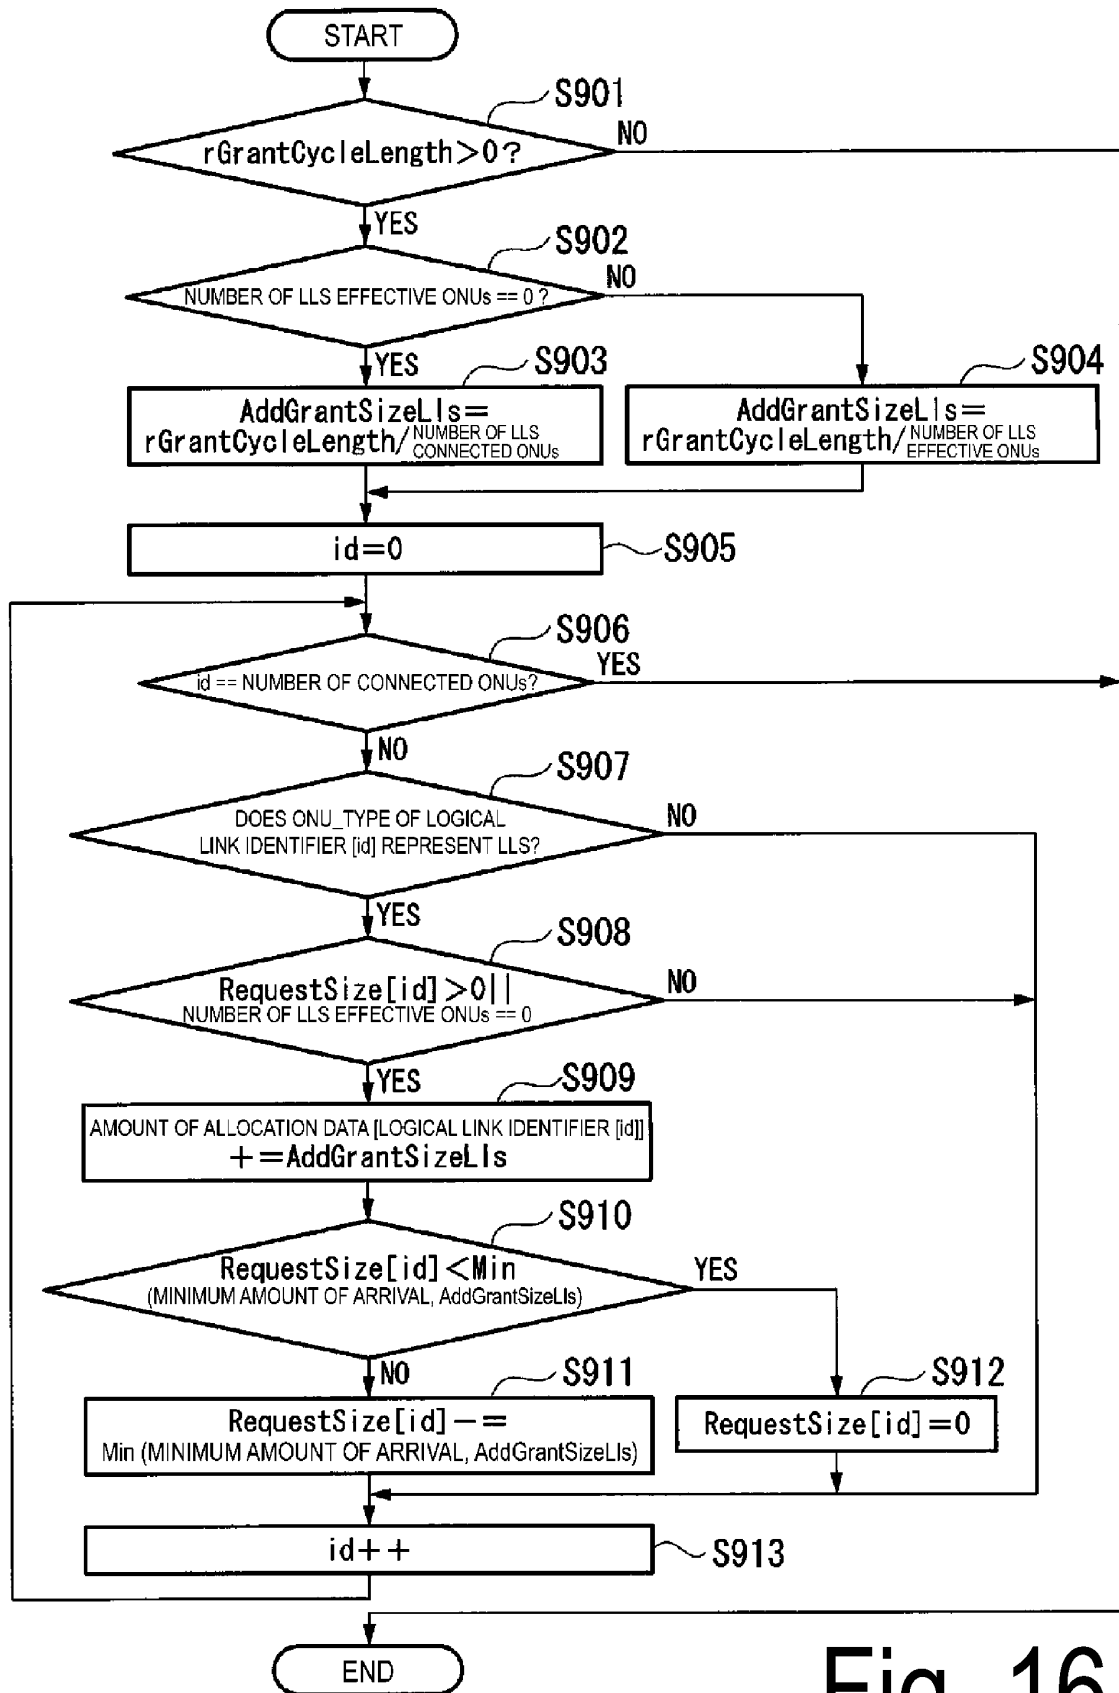 START
S901
rGrantCycleLength>0?
NO
YES
S902
NUMBER OF LLS EFFECTIVE ONUs == 0?
NO
YES
S903
AddGrantSizeLls=
rGrantCycleLength/NUMBER OF LLS
CONNECTED ONUs
S904
AddGrantSizeLls=
rGrantCycleLength/NUMBER OF LLS
EFFECTIVE ONUs
id=0
S905
S906
id == NUMBER OF CONNECTED ONUs?
YES
NO
S907
DOES ONU_TYPE OF LOGICAL
LINK IDENTIFIER [id] REPRESENT LLS?
NO
YES
S908
RequestSize[id]>0||
NUMBER OF LLS EFFECTIVE ONUs == 0
NO
YES
S909
AMOUNT OF ALLOCATION DATA [LOGICAL LINK IDENTIFIER [id]]
+=AddGrantSizeLls
S910
RequestSize[id]<Min
(MINIMUM AMOUNT OF ARRIVAL, AddGrantSizeLls)
YES
NO
S911
RequestSize[id]-=
Min (MINIMUM AMOUNT OF ARRIVAL, AddGrantSizeLls)
S912
RequestSize[id]=0
id++
S913
END
Fig. 16